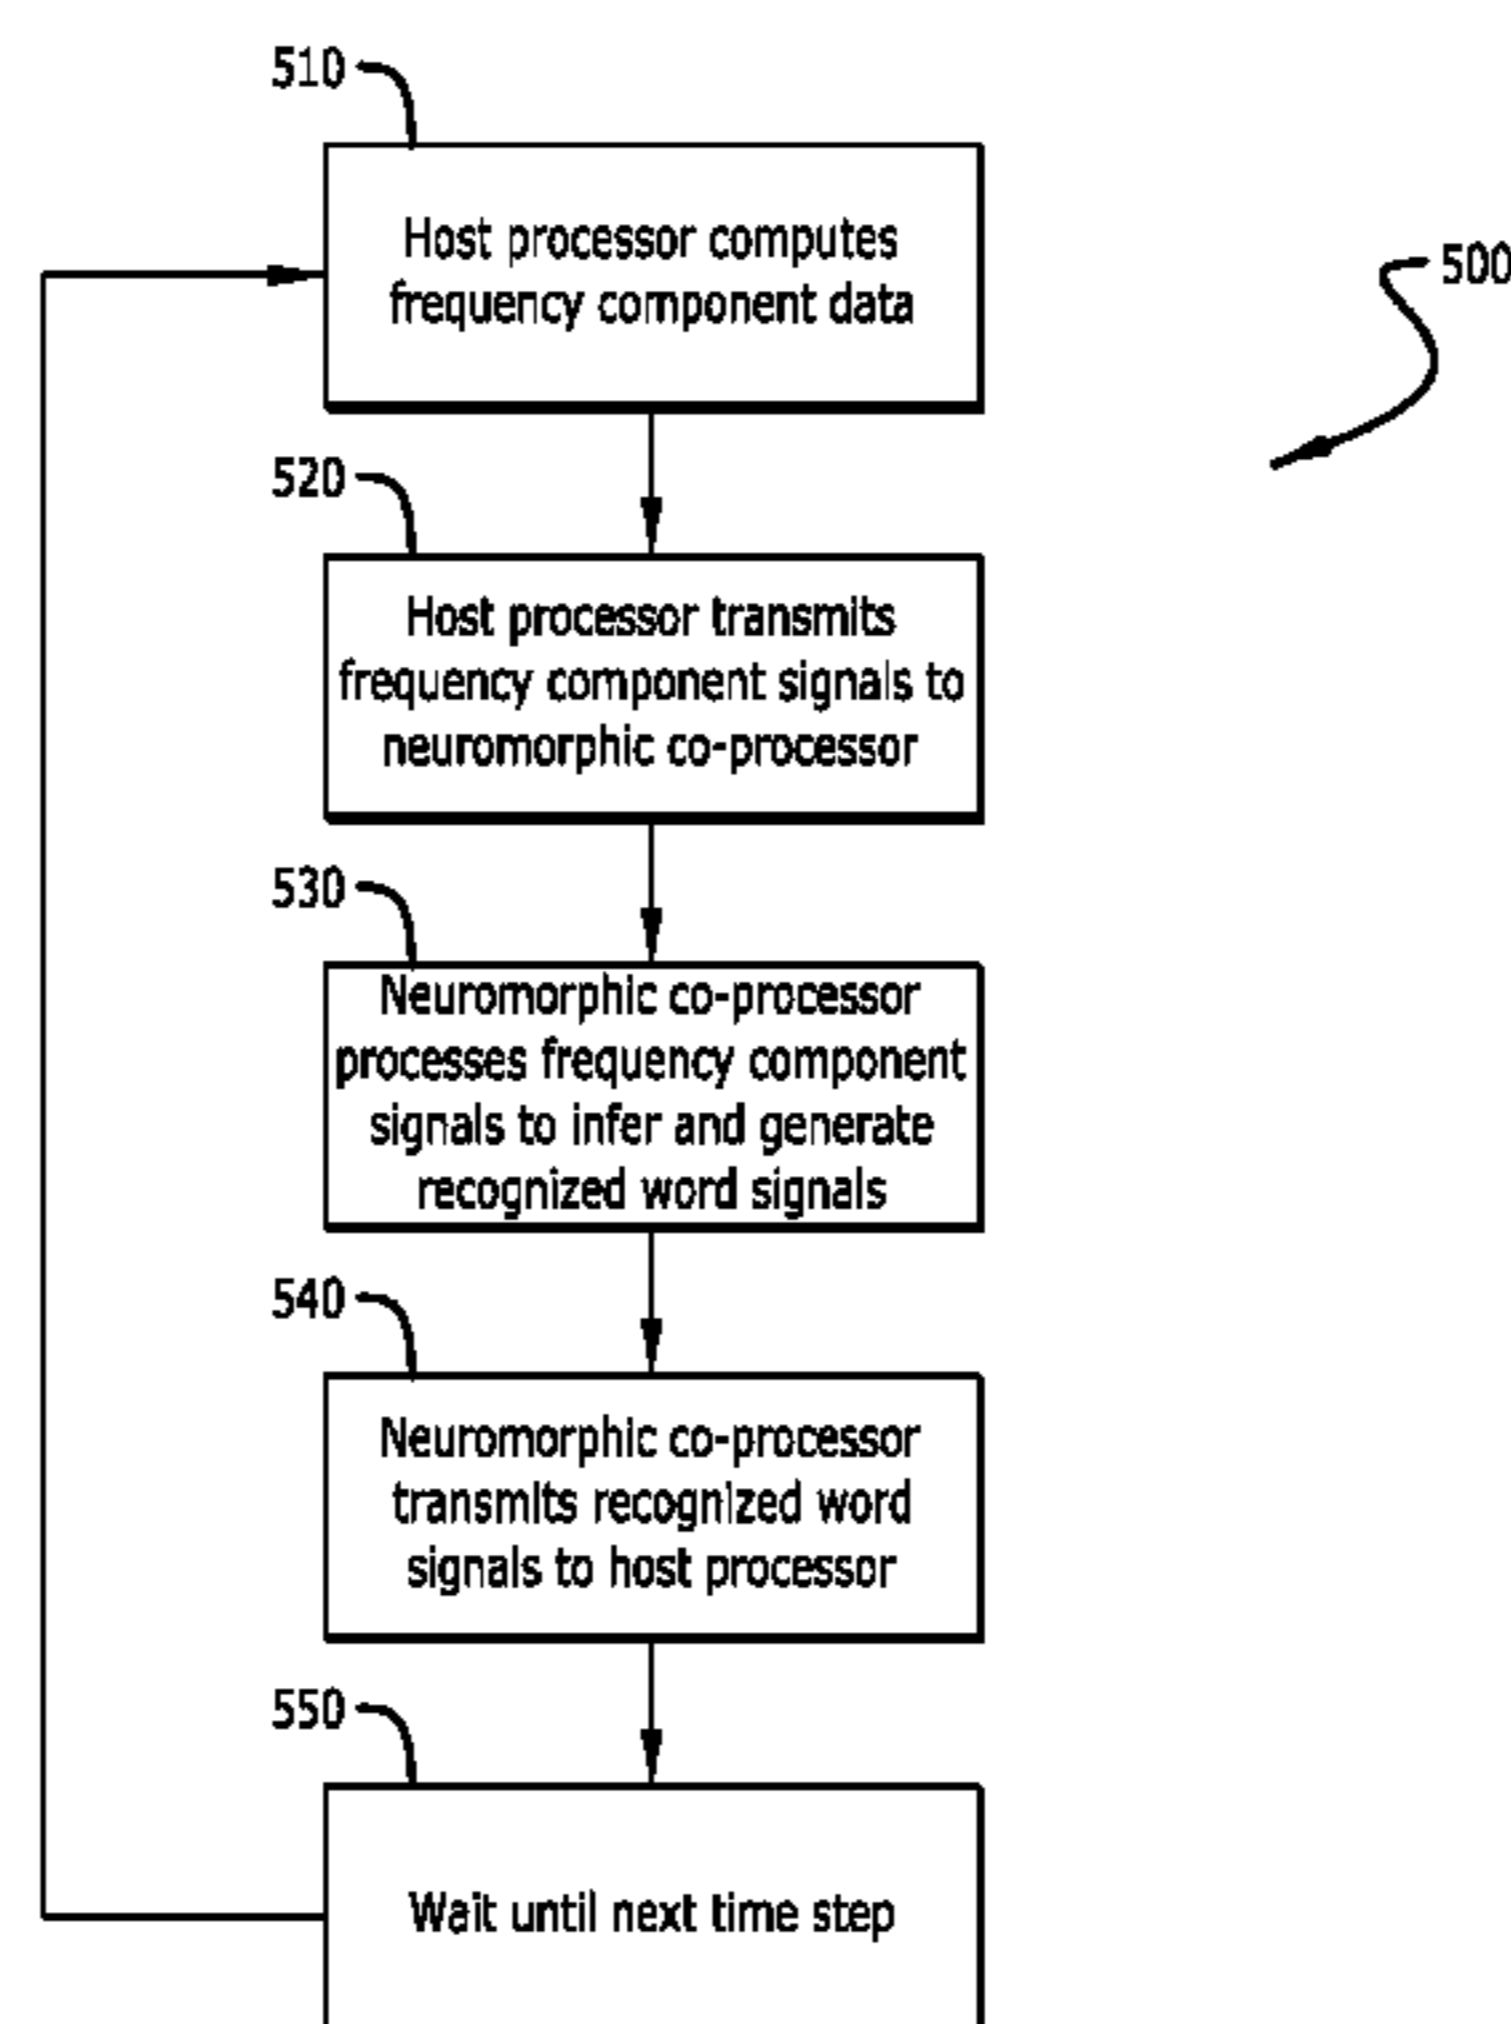 510
Host processor computes
frequency component data
500
520
Host processor transmits
frequency component signals to
neuromorphic co-processor
530
Neuromorphic co-processor
processes frequency component
signals to infer and generate
recognized word signals
540
Neuromorphic co-processor
transmits recognized word
signals to host processor
550
Wait until next time step